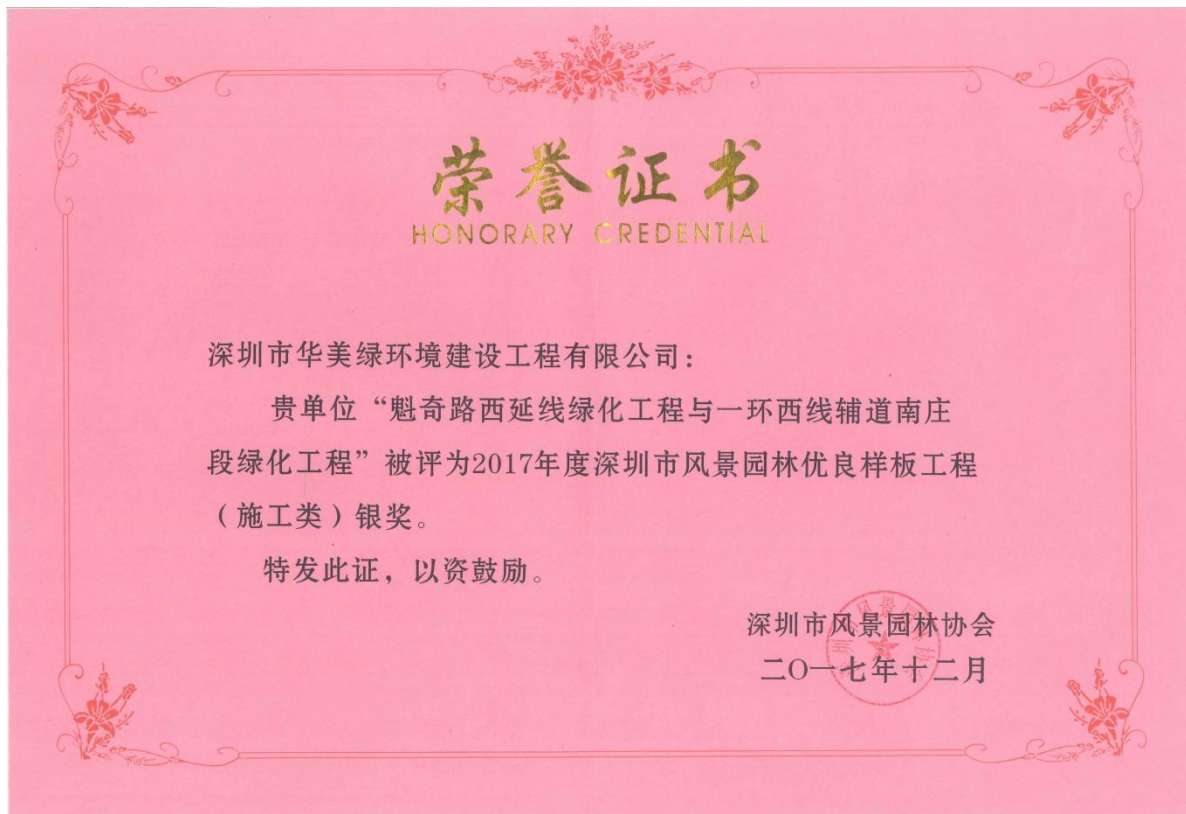 荣誉证书
HONORARY CREDENTIAL
深圳市华美绿环境建设工程有限公司：
贵单位“魁奇路西延线绿化工程与一环西线辅道南庄
段绿化工程”被评为2017年度深圳市风景园林优良样板工程
（施工类）银奖。
特发此证，以资鼓励。
深圳市风景园林协会
二〇一七年十二月